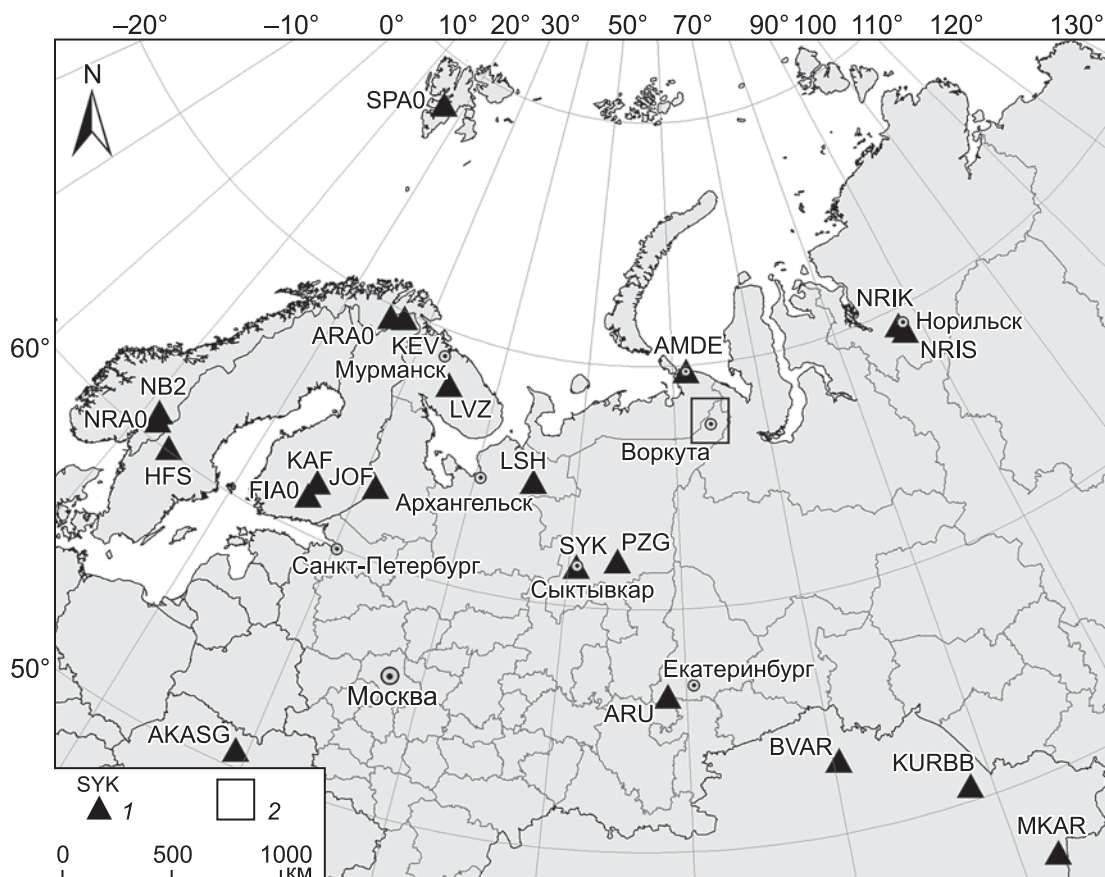 –20° –10° 0° 10° 20° 30° 50° 70° 90° 100 110° 120° 130°
N
SPA0
NRIK
Норильск
NRIS
ARA0
KEV
60°
AMDE
Мурманск
NB2
LVZ
NRA0
Воркута
HFS
KAF
JOF
LSH
FIA0
Архангельск
SYK
PZG
Санкт-Петербург
Сыктывкар
50°
Екатеринбург
Москва
ARU
AKASG
BVAR
KURBB
SYK
1
2
MKAR
0 500 1000
км